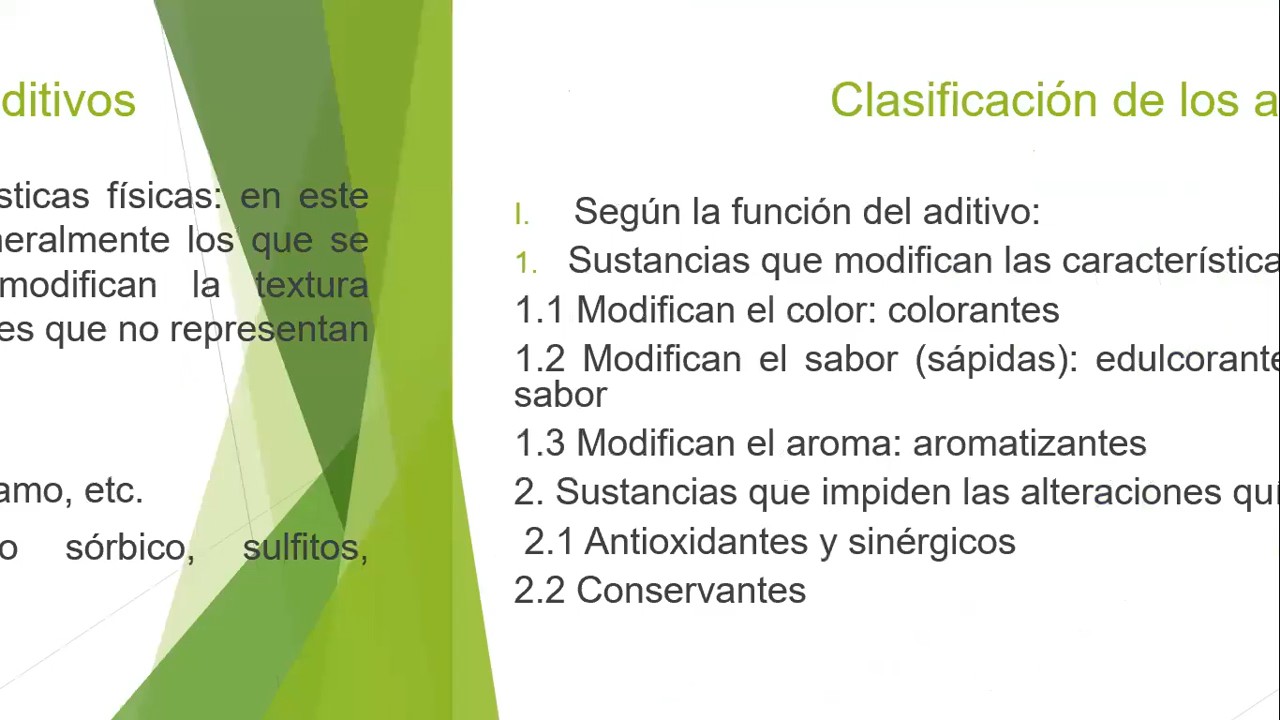 ditivos
sticas físicas: en este
neralmente los que se
modifican la textura
es que no representan
amo, etc.
o sórbico, sulfitos,
Clasificación de los a
I. Según la función del aditivo:
1. Sustancias que modifican las característica
1.1 Modifican el color: colorantes
1.2 Modifican el sabor (sápidas): edulcorante
sabor
1.3 Modifican el aroma: aromatizantes
2. Sustancias que impiden las alteraciones quí
2.1 Antioxidantes y sinérgicos
2.2 Conservantes